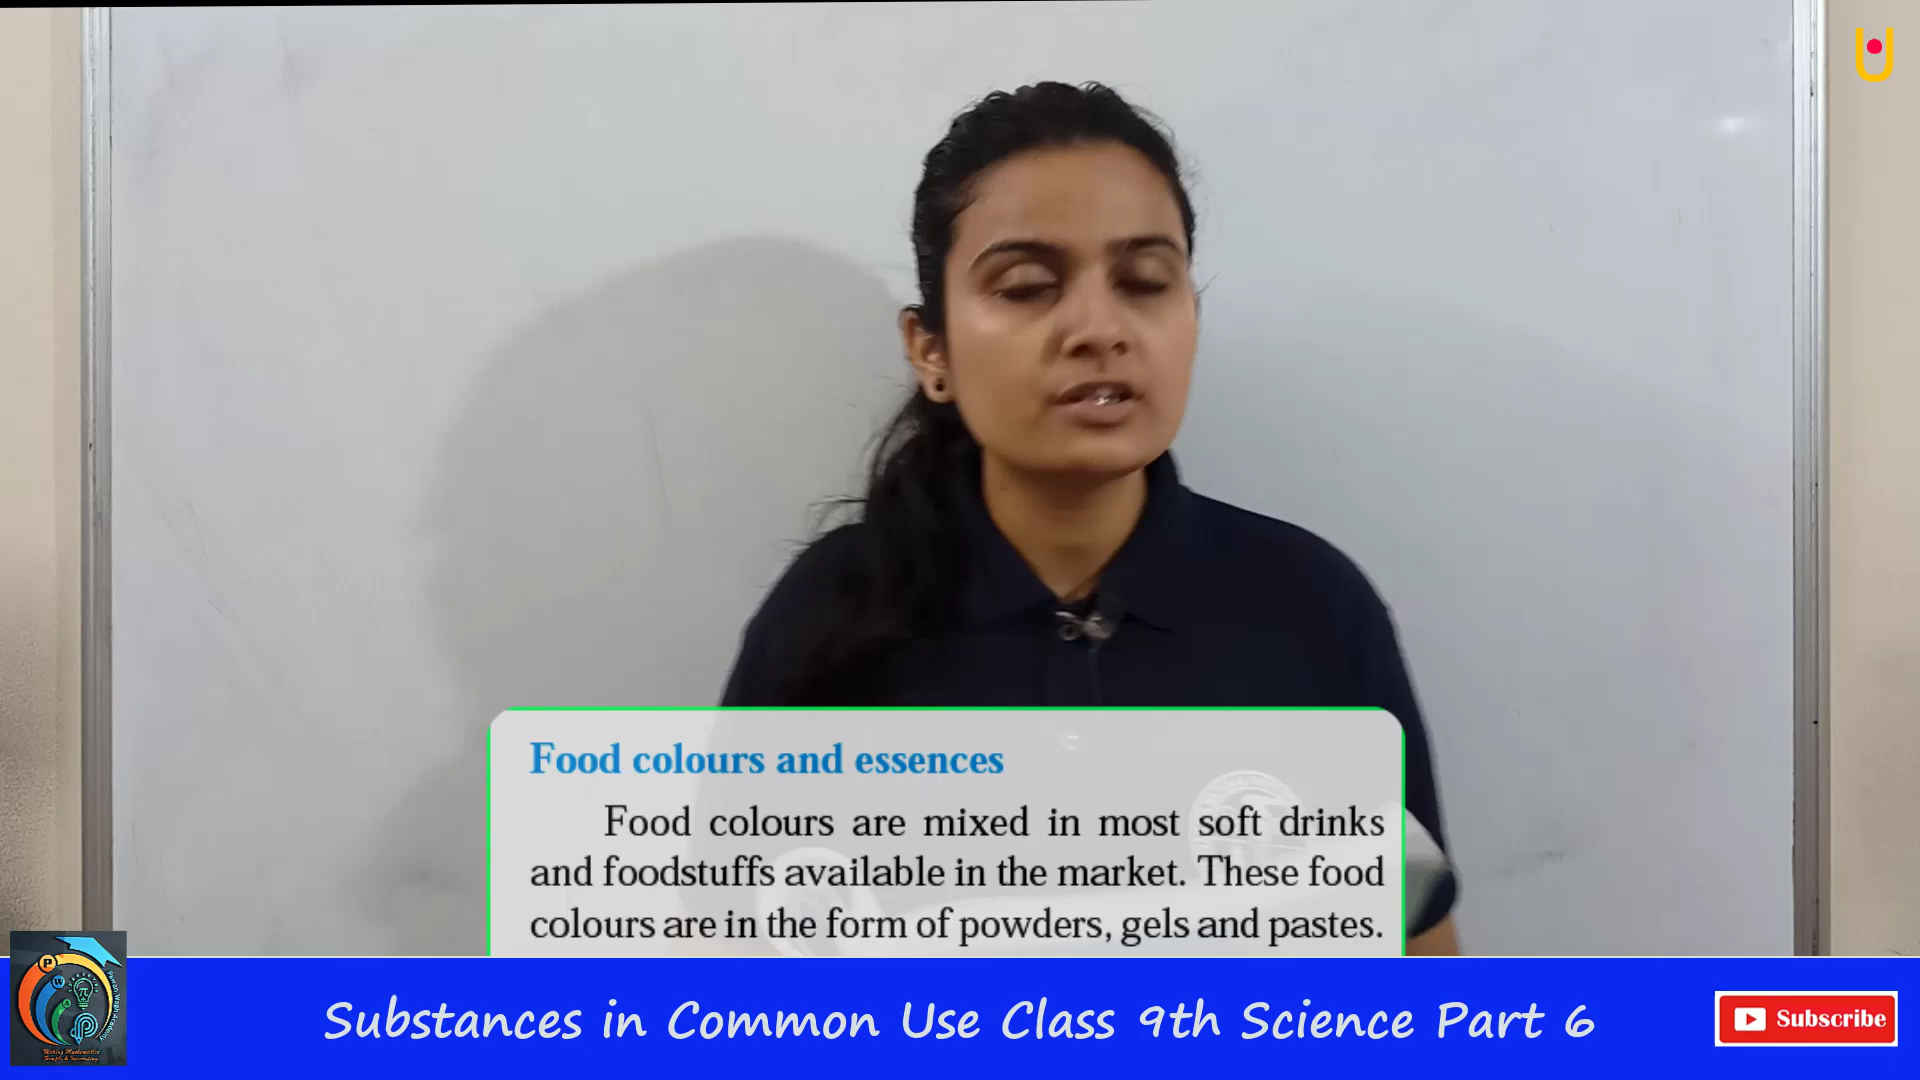 Food colours and essences
Food colours are mixed in most soft drinks
and foodstuffs available in the market. These food
colours are in the form of powders, gels and pastes.
Substances in Common Use Class 9th Science Part 6
Subscribe
Making Mathematics